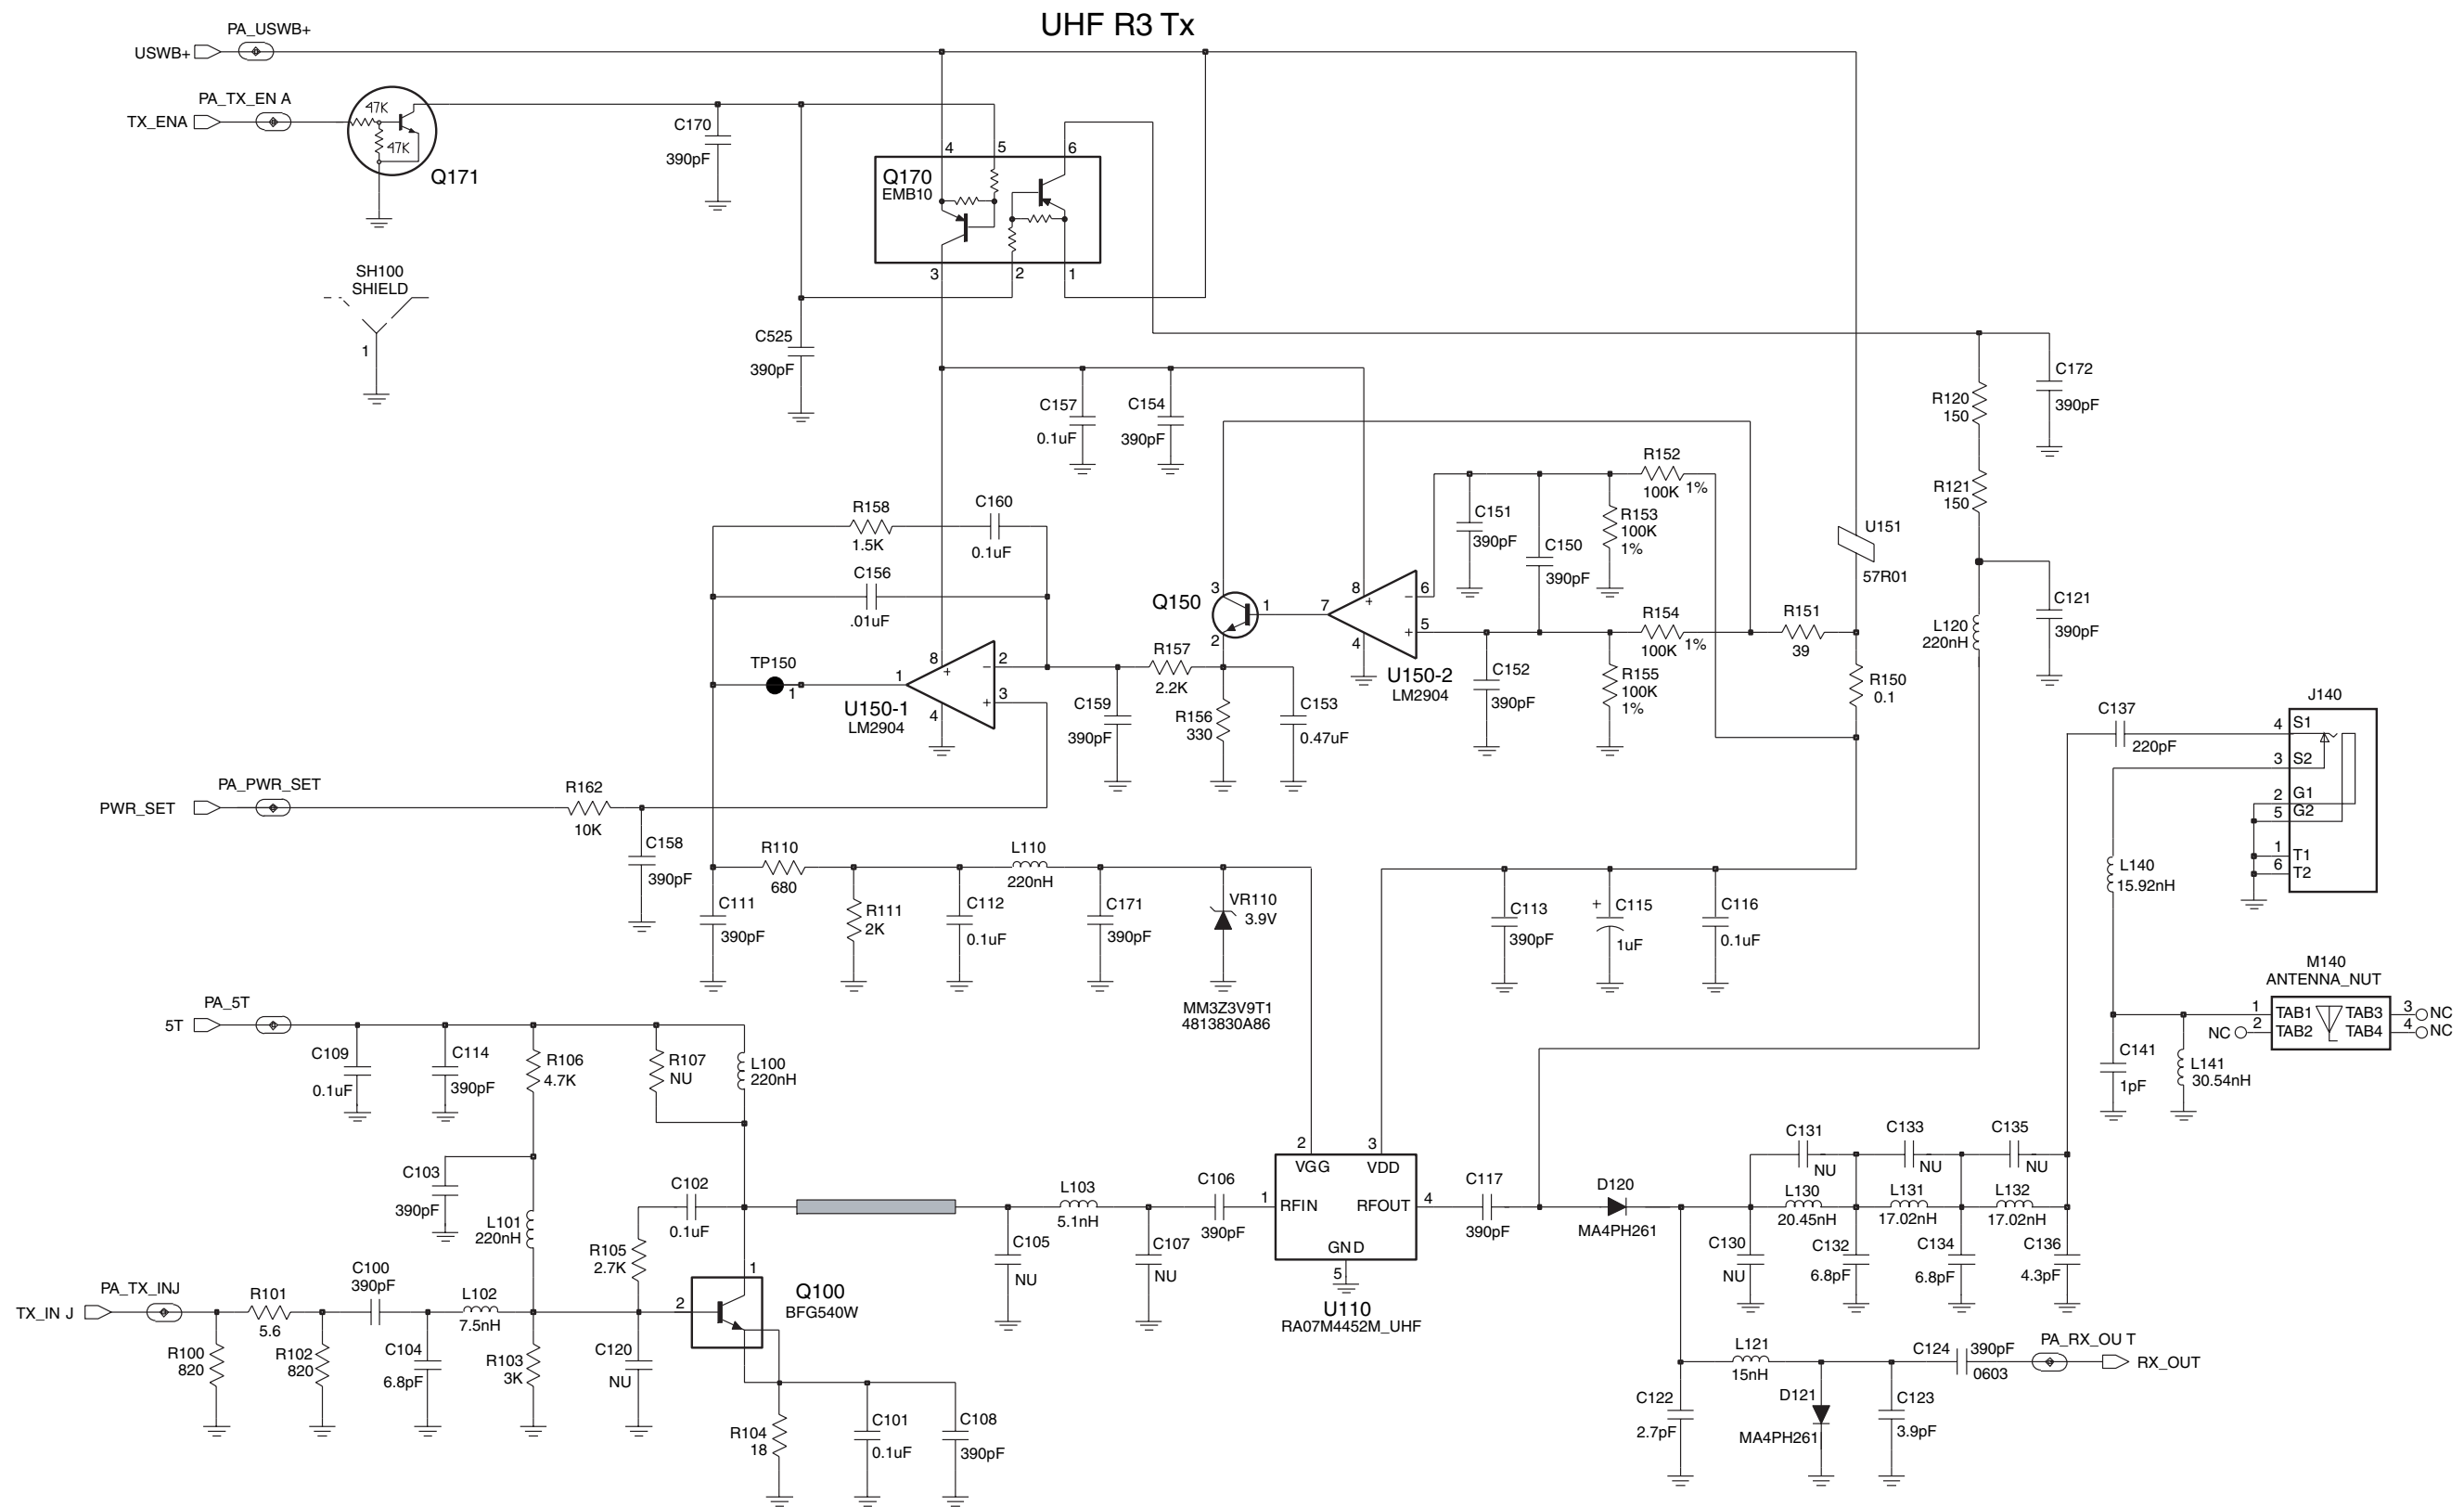 UHF R3 Tx
PA_USWB+
USWB+
PA_TX_EN A
TX_ENA
47K
47K
Q171
C170
390pF
4
5
6
Q170
EMB10
3
2
1
SH100
SHIELD
1
C525
390pF
C157
0.1uF
C154
390pF
C172
390pF
R120
150
R121
150
C121
390pF
L120
220nH
R158
1.5K
C160
0.1uF
C156
.01uF
TP150
1
1
8
+
4
2
−
3
+
U150-1
LM2904
C159
390pF
R157
2.2K
R156
330
C153
0.47uF
Q150
3
1
2
7
8
+
4
6
−
5
+
U150-2
LM2904
C151
390pF
C150
390pF
R152
100K 1%
R153
100K
1%
R154
100K 1%
R155
100K
1%
C152
390pF
R151
39
U151
57R01
R150
0.1
PA_PWR_SET
PWR_SET
R162
10K
C158
390pF
R110
680
C111
390pF
R111
2K
C112
0.1uF
L110
220nH
C171
390pF
VR110
3.9V
MM3Z3V9T1
4813830A86
C113
390pF
+ C115
1uF
C116
0.1uF
J140
C137
220pF
4 S1
3 S2
2 G1
5 G2
1 T1
6 T2
L140
15.92nH
M140
ANTENNA_NUT
1 TAB1 TAB3 3 NC
NC 2 TAB2 TAB4 4 NC
C141
1pF
L141
30.54nH
PA_5T
5T
C109
0.1uF
C114
390pF
R106
4.7K
R107
NU
L100
220nH
C103
390pF
L101
220nH
C102
0.1uF
R105
2.7K
PA_TX_INJ
TX_IN J
R100
820
R101
5.6
R102
820
C100
390pF
C104
6.8pF
L102
7.5nH
R103
3K
C120
NU
1
2
Q100
BFG540W
R104
18
C101
0.1uF
C108
390pF
C105
NU
L103
5.1nH
C107
NU
C106
390pF
2
3
VGG
VDD
1
RFIN
RFOUT
4
GND
5
U110
RA07M4452M_UHF
C117
390pF
D120
MA4PH261
C131
NU
C133
NU
C135
NU
L130
20.45nH
L131
17.02nH
L132
17.02nH
C130
NU
C132
6.8pF
C134
6.8pF
C136
4.3pF
C122
2.7pF
L121
15nH
D121
MA4PH261
C123
3.9pF
C124
390pF
0603
PA_RX_OU T
RX_OUT